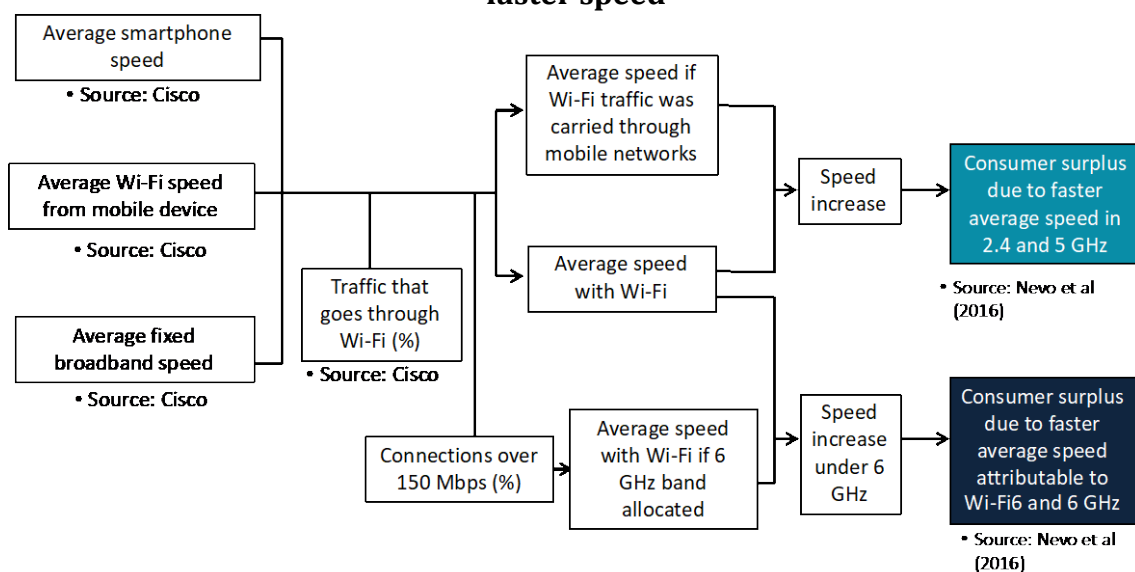 faster speed
Average smartphone
speed
• Source: Cisco
Average Wi-Fi speed
from mobile device
• Source: Cisco
Average fixed
broadband speed
• Source: Cisco
Traffic that
goes through
Wi-Fi (%)
• Source: Cisco
Connections over
150 Mbps (%)
Average speed if
Wi-Fi traffic was
carried through
mobile networks
Average speed
with Wi-Fi
Average speed
with Wi-Fi if 6
GHz band
allocated
Speed
increase
Speed
increase
under 6
GHz
Consumer surplus
due to faster
average speed in
2.4 and 5 GHz
• Source: Nevo et al
(2016)
Consumer surplus
due to faster
average speed
attributable to
Wi-Fi6 and 6 GHz
• Source: Nevo et al
(2016)